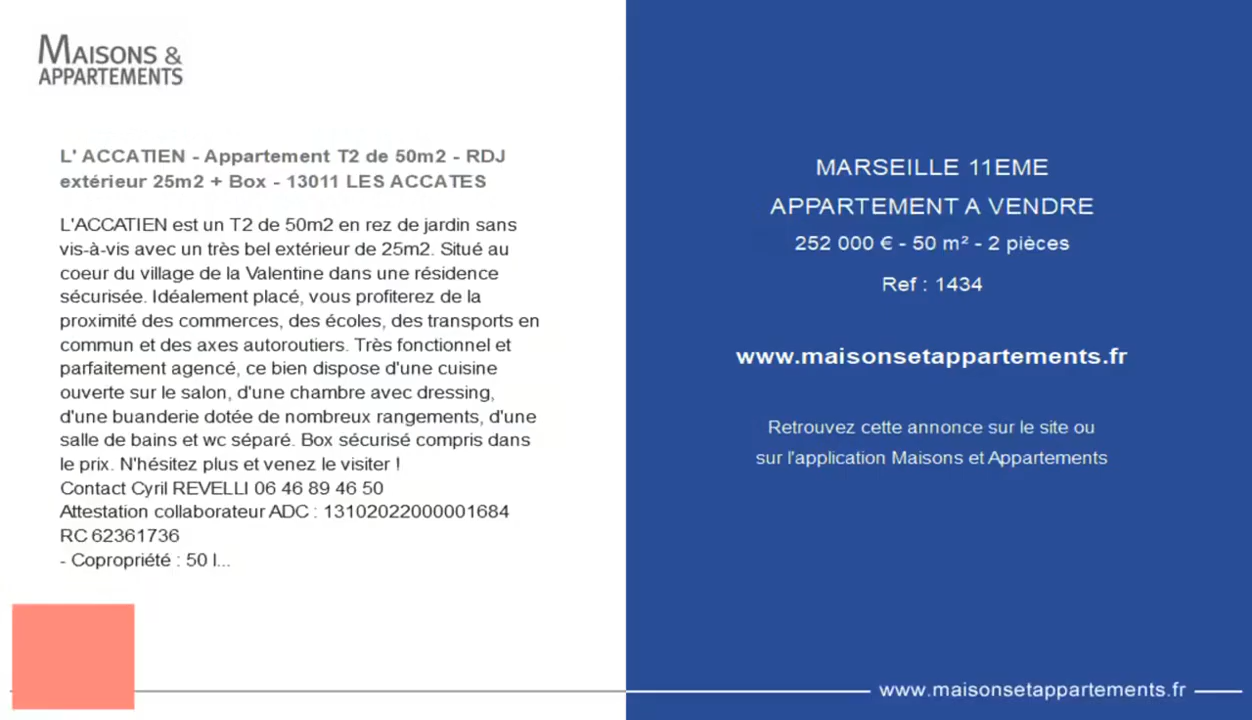 MAISONS &
APPARTEMENTS
L' ACCATIEN - Appartement T2 de 50m2 - RDJ
extérieur 25m2 + Box - 13011 LES ACCATES
L'ACCATIEN est un T2 de 50m2 en rez de jardin sans
vis-à-vis avec un très bel extérieur de 25m2. Situé au
coeur du village de la Valentine dans une résidence
sécurisée. Idéalement placé, vous profiterez de la
proximité des commerces, des écoles, des transports en
commun et des axes autoroutiers. Très fonctionnel et
parfaitement agencé, ce bien dispose d'une cuisine
ouverte sur le salon, d'une chambre avec dressing,
d'une buanderie dotée de nombreux rangements, d'une
salle de bains et wc séparé. Box sécurisé compris dans
le prix. N'hésitez plus et venez le visiter !
Contact Cyril REVELLI 06 46 89 46 50
Attestation collaborateur ADC : 13102022000001684
RC 62361736
- Copropriété : 50 l...
MARSEILLE 11EME
APPARTEMENT A VENDRE
252 000 € - 50 m² - 2 pièces
Ref : 1434
www.maisonsetappartements.fr
Retrouvez cette annonce sur le site ou
sur l'application Maisons et Appartements
www.maisonsetappartements.fr